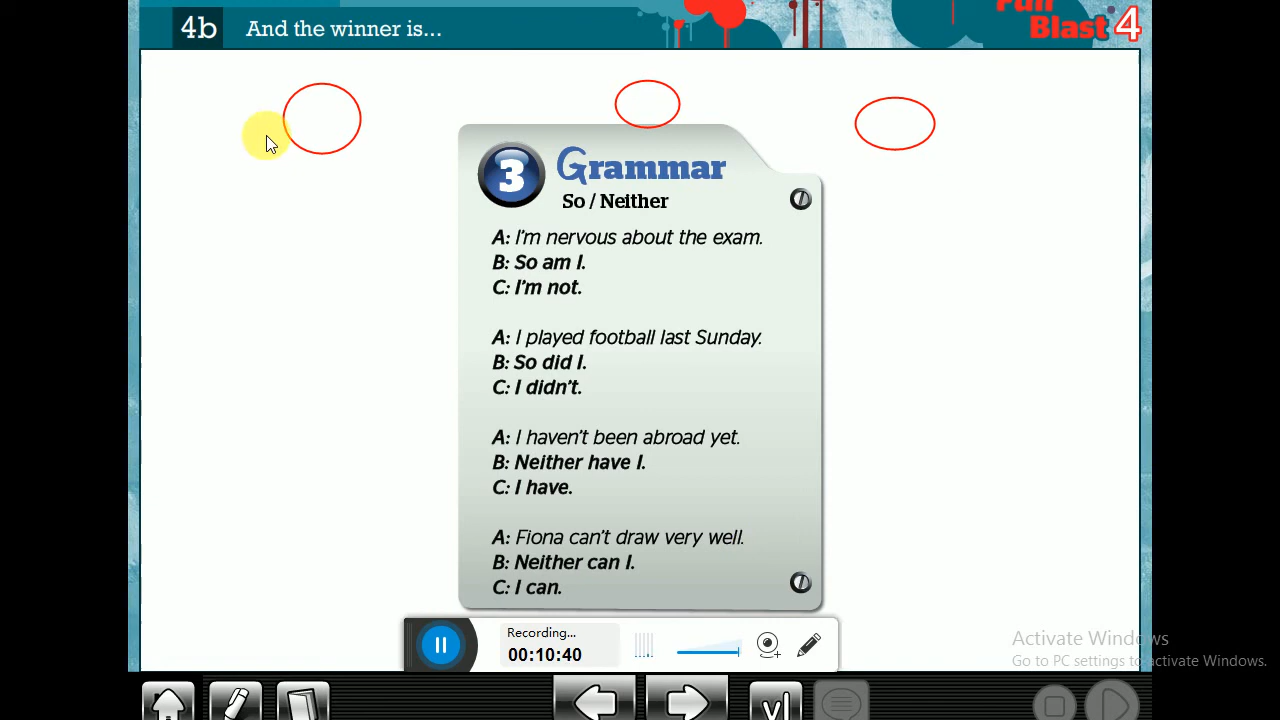 4b And the winner is...
Fun
Blast 4
3 Grammar
So / Neither
A: I'm nervous about the exam.
B: So am I.
C: I'm not.
A: I played football last Sunday.
B: So did I.
C: I didn't.
A: I haven't been abroad yet.
B: Neither have I.
C: I have.
A: Fiona can't draw very well.
B: Neither can I.
C: I can.
Recording...
00:10:40
Activate Windows
Go to PC settings to activate Windows.